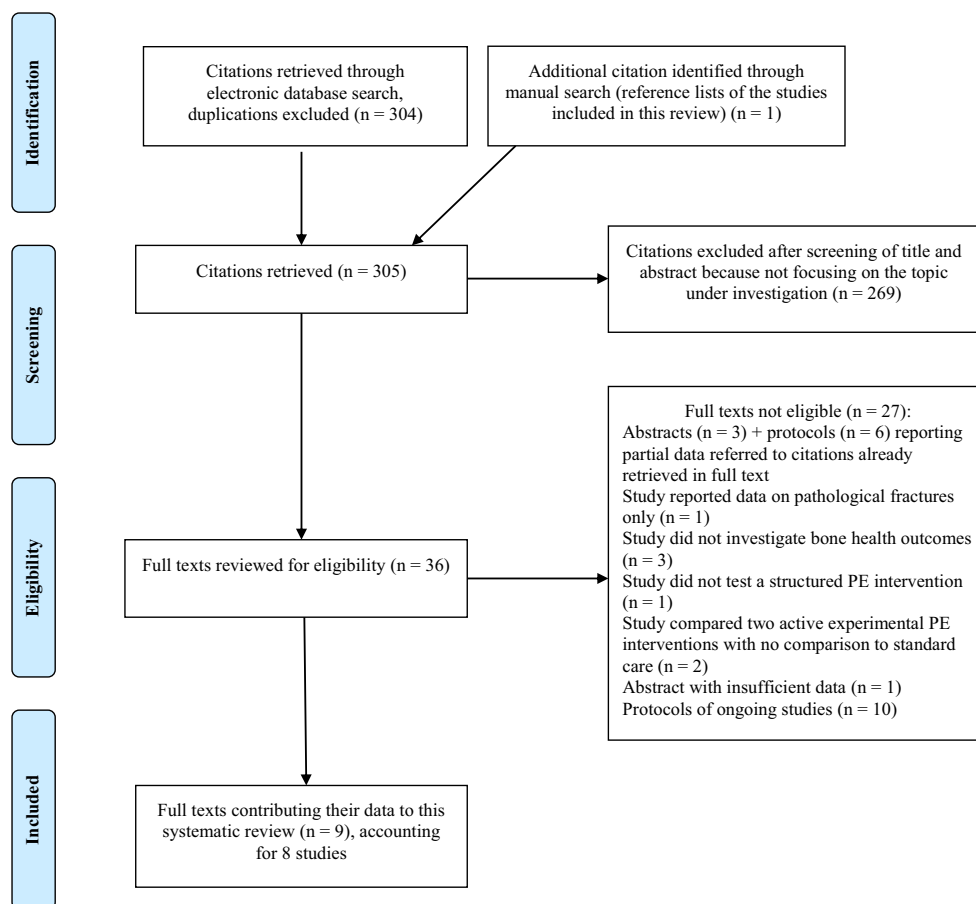 Identification
Citations retrieved through
electronic database search,
duplications excluded (n = 304)
Additional citation identified through
manual search (reference lists of the studies
included in this review) (n = 1)
Screening
Citations retrieved (n = 305)
Citations excluded after screening of title and
abstract because not focusing on the topic
under investigation (n = 269)
Eligibility
Full texts reviewed for eligibility (n = 36)
Full texts not eligible (n = 27):
Abstracts (n = 3) + protocols (n = 6) reporting
partial data referred to citations already
retrieved in full text
Study reported data on pathological fractures
only (n = 1)
Study did not investigate bone health outcomes
(n = 3)
Study did not test a structured PE intervention
(n = 1)
Study compared two active experimental PE
interventions with no comparison to standard
care (n = 2)
Abstract with insufficient data (n = 1)
Protocols of ongoing studies (n = 10)
Included
Full texts contributing their data to this
systematic review (n = 9), accounting
for 8 studies